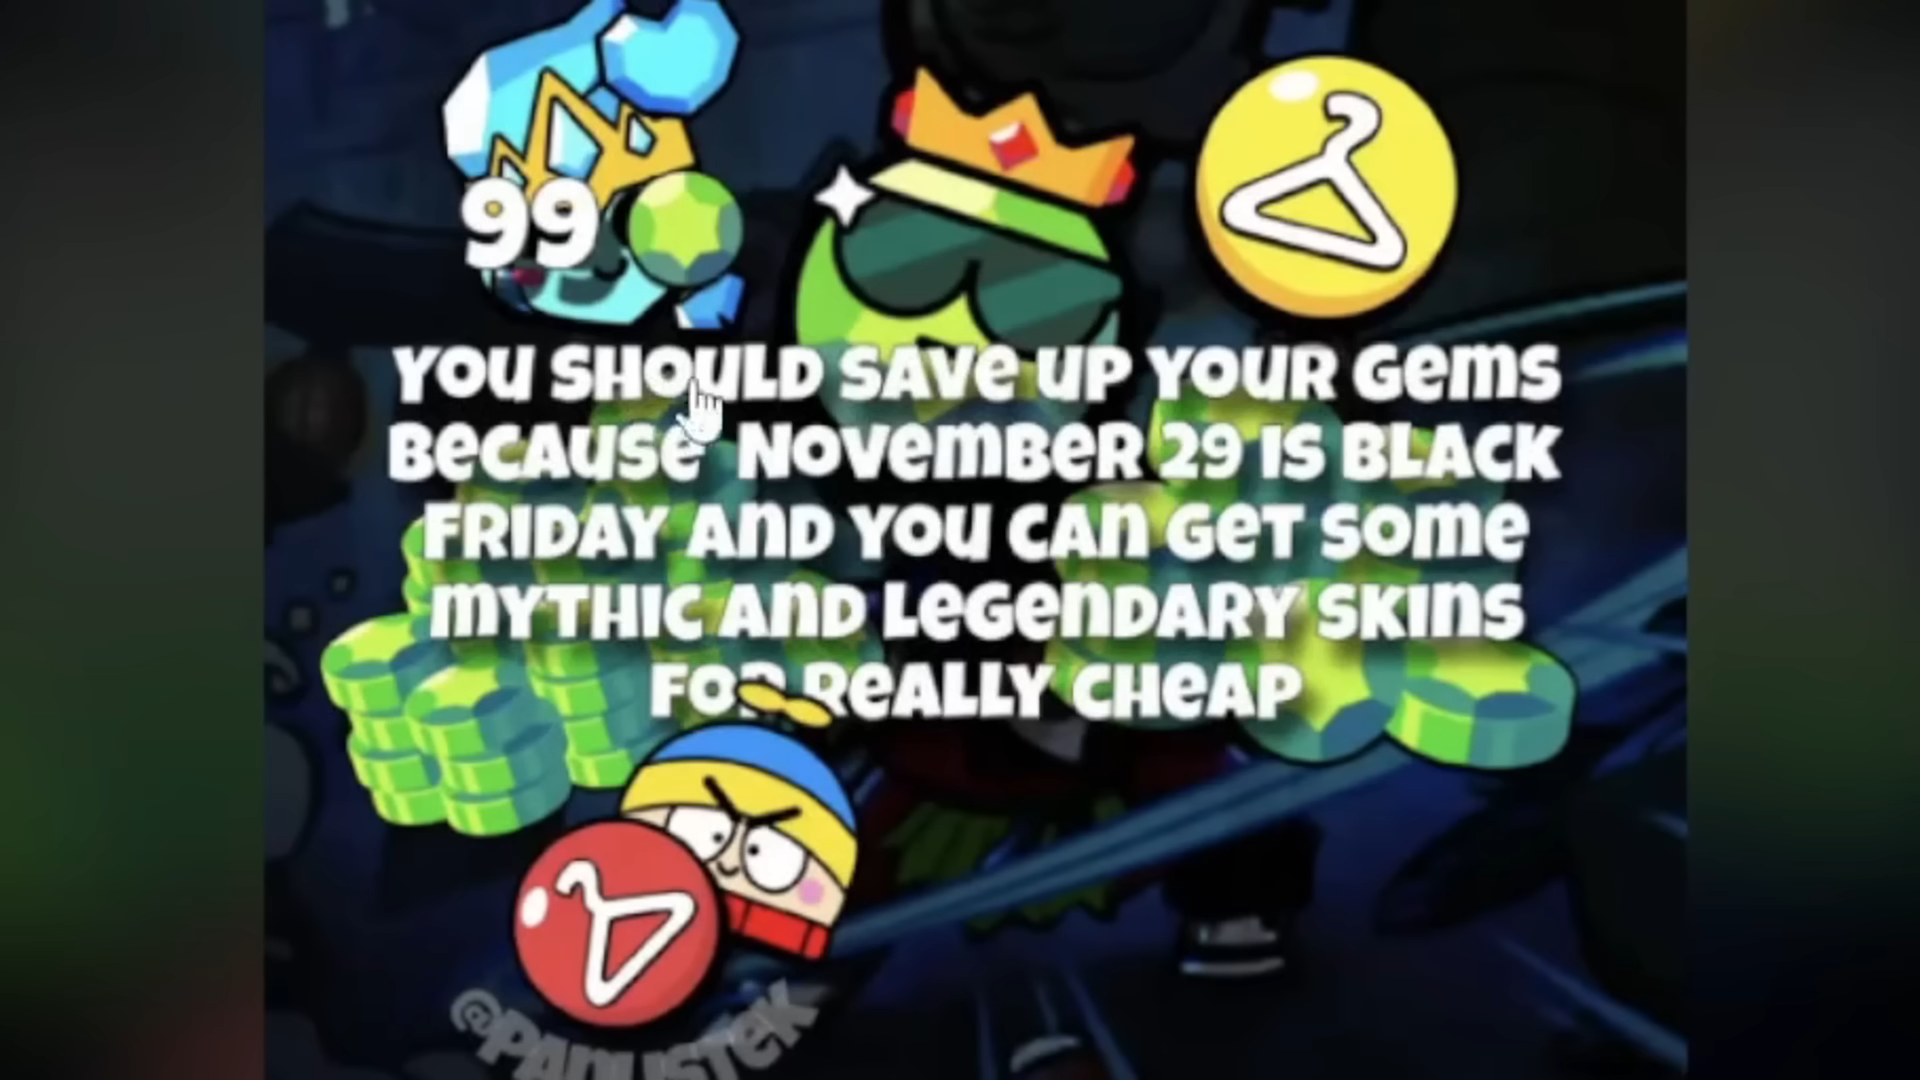 99
YOU SHOULD SAVE UP YOUR GEMS
BECAUSE NOVEMBER 29 IS BLACK
FRIDAY AND YOU CAN GET SOME
MYTHIC AND LEGENDARY SKINS
FOR REALLY CHEAP